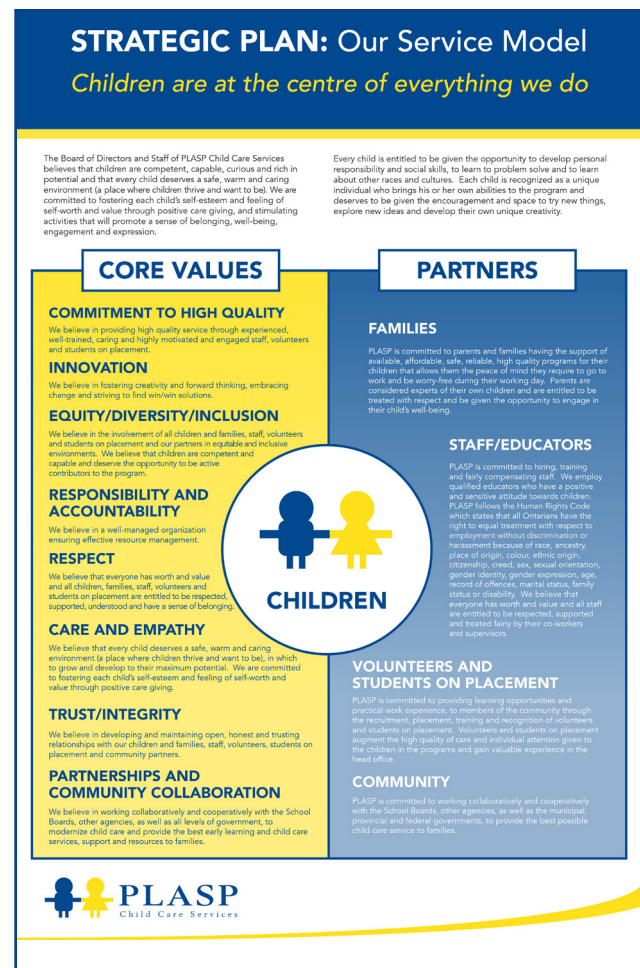 STRATEGIC PLAN: Our Service Model
Children are at the centre of everything we do
The Board of Directors and Staff of PLASP Child Care Services
believes that children are competent, capable, curious and rich in
potential and that every child deserves a safe, warm and caring
environment (a place where children thrive and want to be). We are
committed to fostering each child's self-esteem and feeling of
self-worth and value through positive care giving, and stimulating
activities that will promote a sense of belonging, well-being,
engagement and expression.
Every child is entitled to be given the opportunity to develop personal
responsibility and social skills, to learn to problem solve and to learn
about other races and cultures. Each child is recognized as a unique
individual who brings his or her own abilities to the program and
deserves to be given the encouragement and space to try new things,
explore new ideas and develop their own unique creativity.
CORE VALUES
COMMITMENT TO HIGH QUALITY
We believe in providing high quality service through experienced,
well-trained, caring and highly motivated and engaged staff, volunteers
and students on placement.
INNOVATION
We believe in fostering creativity and forward thinking, embracing
change and striving to find win/win solutions.
EQUITY/DIVERSITY/INCLUSION
We believe in the involvement of all children and families, staff, volunteers
and students on placement and our partners in equitable and inclusive
environments. We believe that children are competent and
capable and deserve the opportunity to be active
contributors to the program.
RESPONSIBILITY AND
ACCOUNTABILITY
We believe in a well-managed organization
ensuring effective resource management.
RESPECT
We believe that everyone has worth and value
and all children, families, staff, volunteers and
students on placement are entitled to be respected,
supported, understood and have a sense of belonging.
CARE AND EMPATHY
We believe that every child deserves a safe, warm and caring
environment (a place where children thrive and want to be), in which
to grow and develop to their maximum potential. We are committed
to fostering each child's self-esteem and feeling of self-worth and
value through positive care giving.
TRUST/INTEGRITY
We believe in developing and maintaining open, honest and trusting
relationships with our children and families, staff, volunteers, students on
placement and community partners.
PARTNERSHIPS AND
COMMUNITY COLLABORATION
We believe in working collaboratively and cooperatively with the School
Boards, other agencies, as well as all levels of government, to
modernize child care and provide the best early learning and child care
services, support and resources to families.
CHILDREN
PARTNERS
FAMILIES
PLASP is committed to parents and families having the support of
available, affordable, safe, reliable, high quality programs for their
children that allows them the peace of mind they require to go to
work and be worry-free during their working day. Parents are
considered experts of their own children and are entitled to be
treated with respect and be given the opportunity to engage in
their child's well-being.
STAFF/EDUCATORS
PLASP is committed to hiring, training
and fairly compensating staff. We employ
qualified educators who have a positive
and sensitive attitude towards children.
PLASP follows the Human Rights Code
which states that all Ontarians have the
right to equal treatment with respect to
employment without discrimination or
harassment because of race, ancestry,
place of origin, colour, ethnic origin,
citizenship, creed, sex, sexual orientation,
gender identity, gender expression, age,
record of offences, marital status, family
status or disability. We believe that
everyone has worth and value and all staff
are entitled to be respected, supported
and treated fairly by their co-workers
and supervisors.
VOLUNTEERS AND
STUDENTS ON PLACEMENT
PLASP is committed to providing learning opportunities and
practical work experience, to members of the community through
the recruitment, placement, training and recognition of volunteers
and students on placement. Volunteers and students on placement
augment the high quality of care and individual attention given to
the children in the programs and gain valuable experience in the
head office.
COMMUNITY
PLASP is committed to working collaboratively and cooperatively
with the School Boards, other agencies, as well as the municipal,
provincial and federal governments, to provide the best possible
child care service to families.
PLASP
Child Care Services